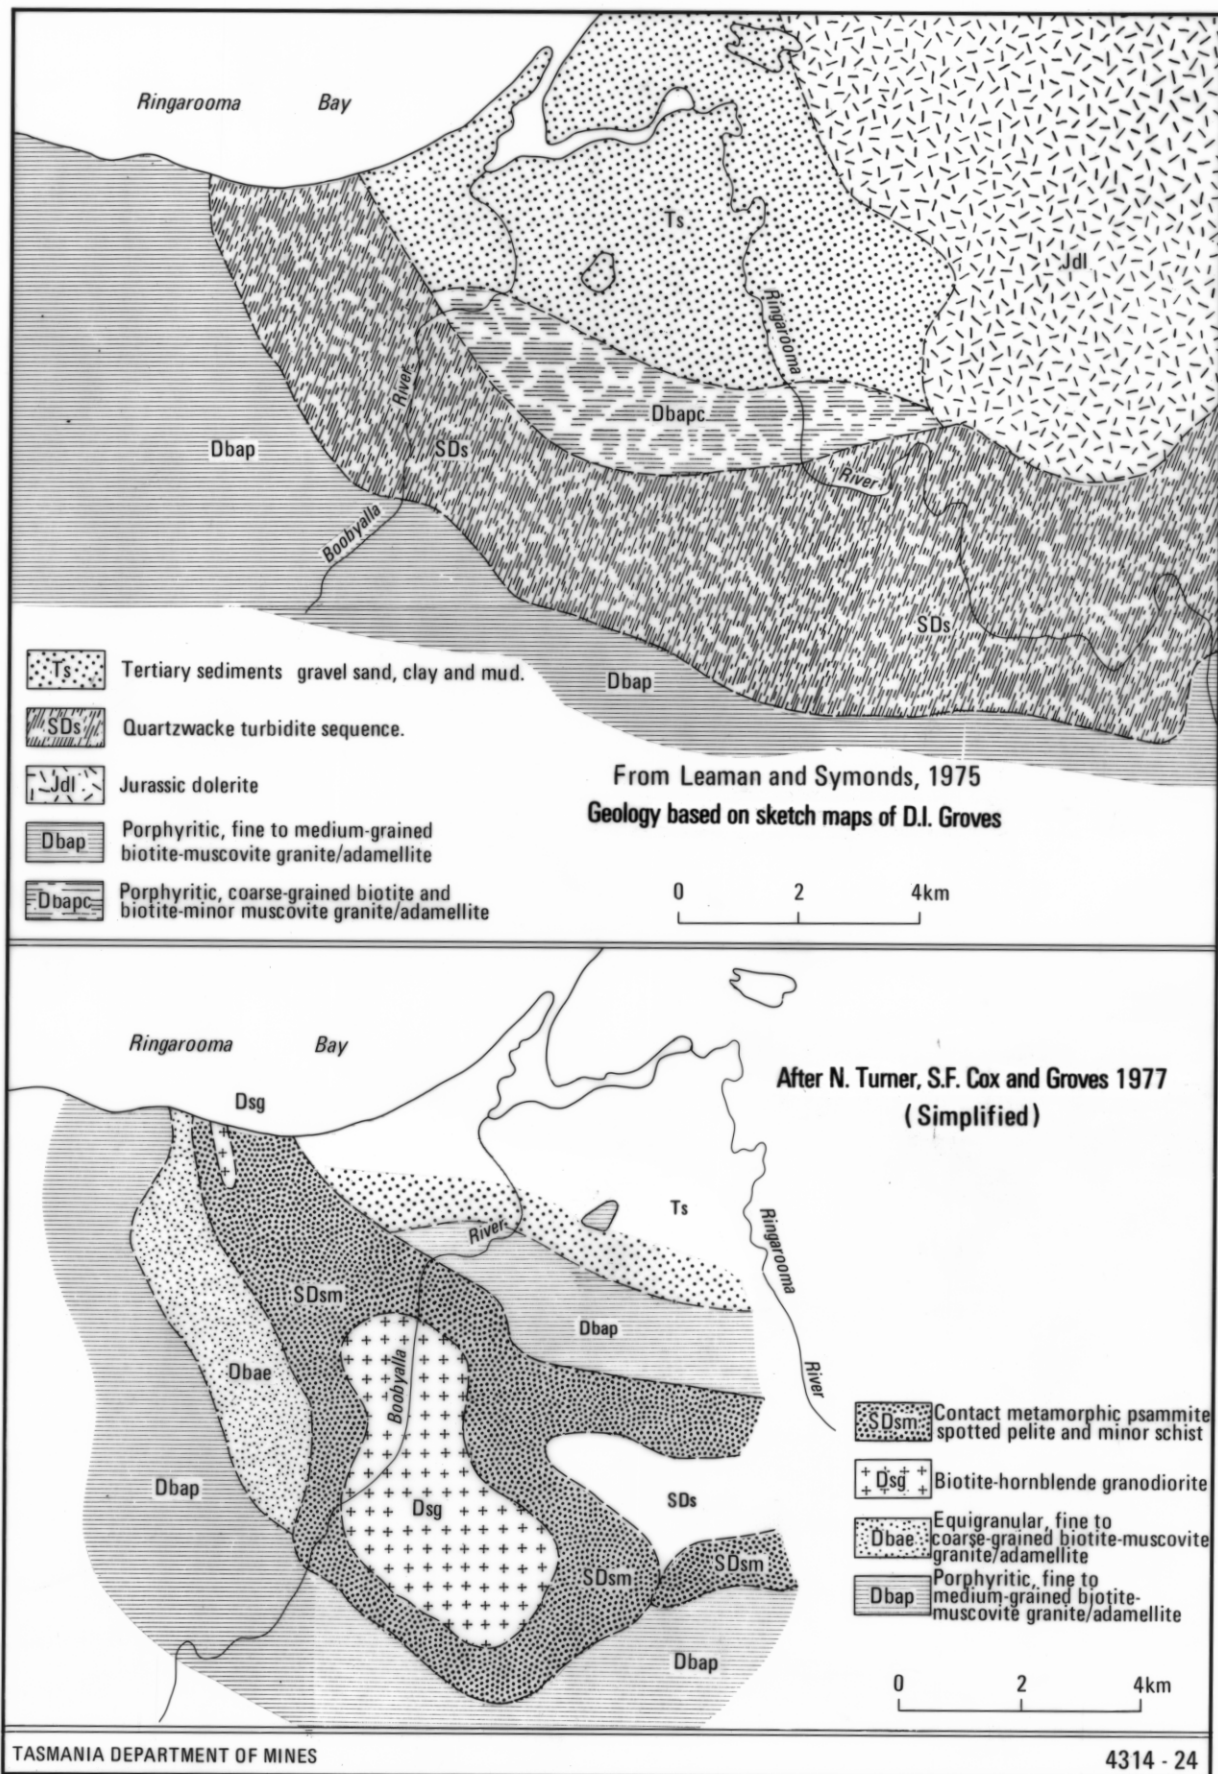 Ringarooma Bay
Ts
Jdl
Ringarooma
River
Dbapc
Dbap
SDs
River
Boobyalla
SDs
Dbap
Ts Tertiary sediments gravel sand, clay and mud.
SDs Quartzwacke turbidite sequence.
Jdl Jurassic dolerite
Dbap Porphyritic, fine to medium-grained
biotite-muscovite granite/adamellite
Dbapc Porphyritic, coarse-grained biotite and
biotite-minor muscovite granite/adamellite
From Leaman and Symonds, 1975
Geology based on sketch maps of D.I. Groves
0 2 4km
Ringarooma Bay
After N. Turner, S.F. Cox and Groves 1977
(Simplified)
Dsg
Ts
River
Ringarooma
SDsm
Dbap
Dbae
Boobyalla
River
Dbap
Dsg
SDs
SDsm
SDsm
Dbap
SDsm Contact metamorphic psammite
spotted pelite and minor schist
Dsg Biotite-hornblende granodiorite
Dbae Equigranular, fine to
coarse-grained biotite-muscovite
granite/adamellite
Dbap Porphyritic, fine to
medium-grained biotite-
muscovite granite/adamellite
0 2 4km
TASMANIA DEPARTMENT OF MINES
4314 - 24